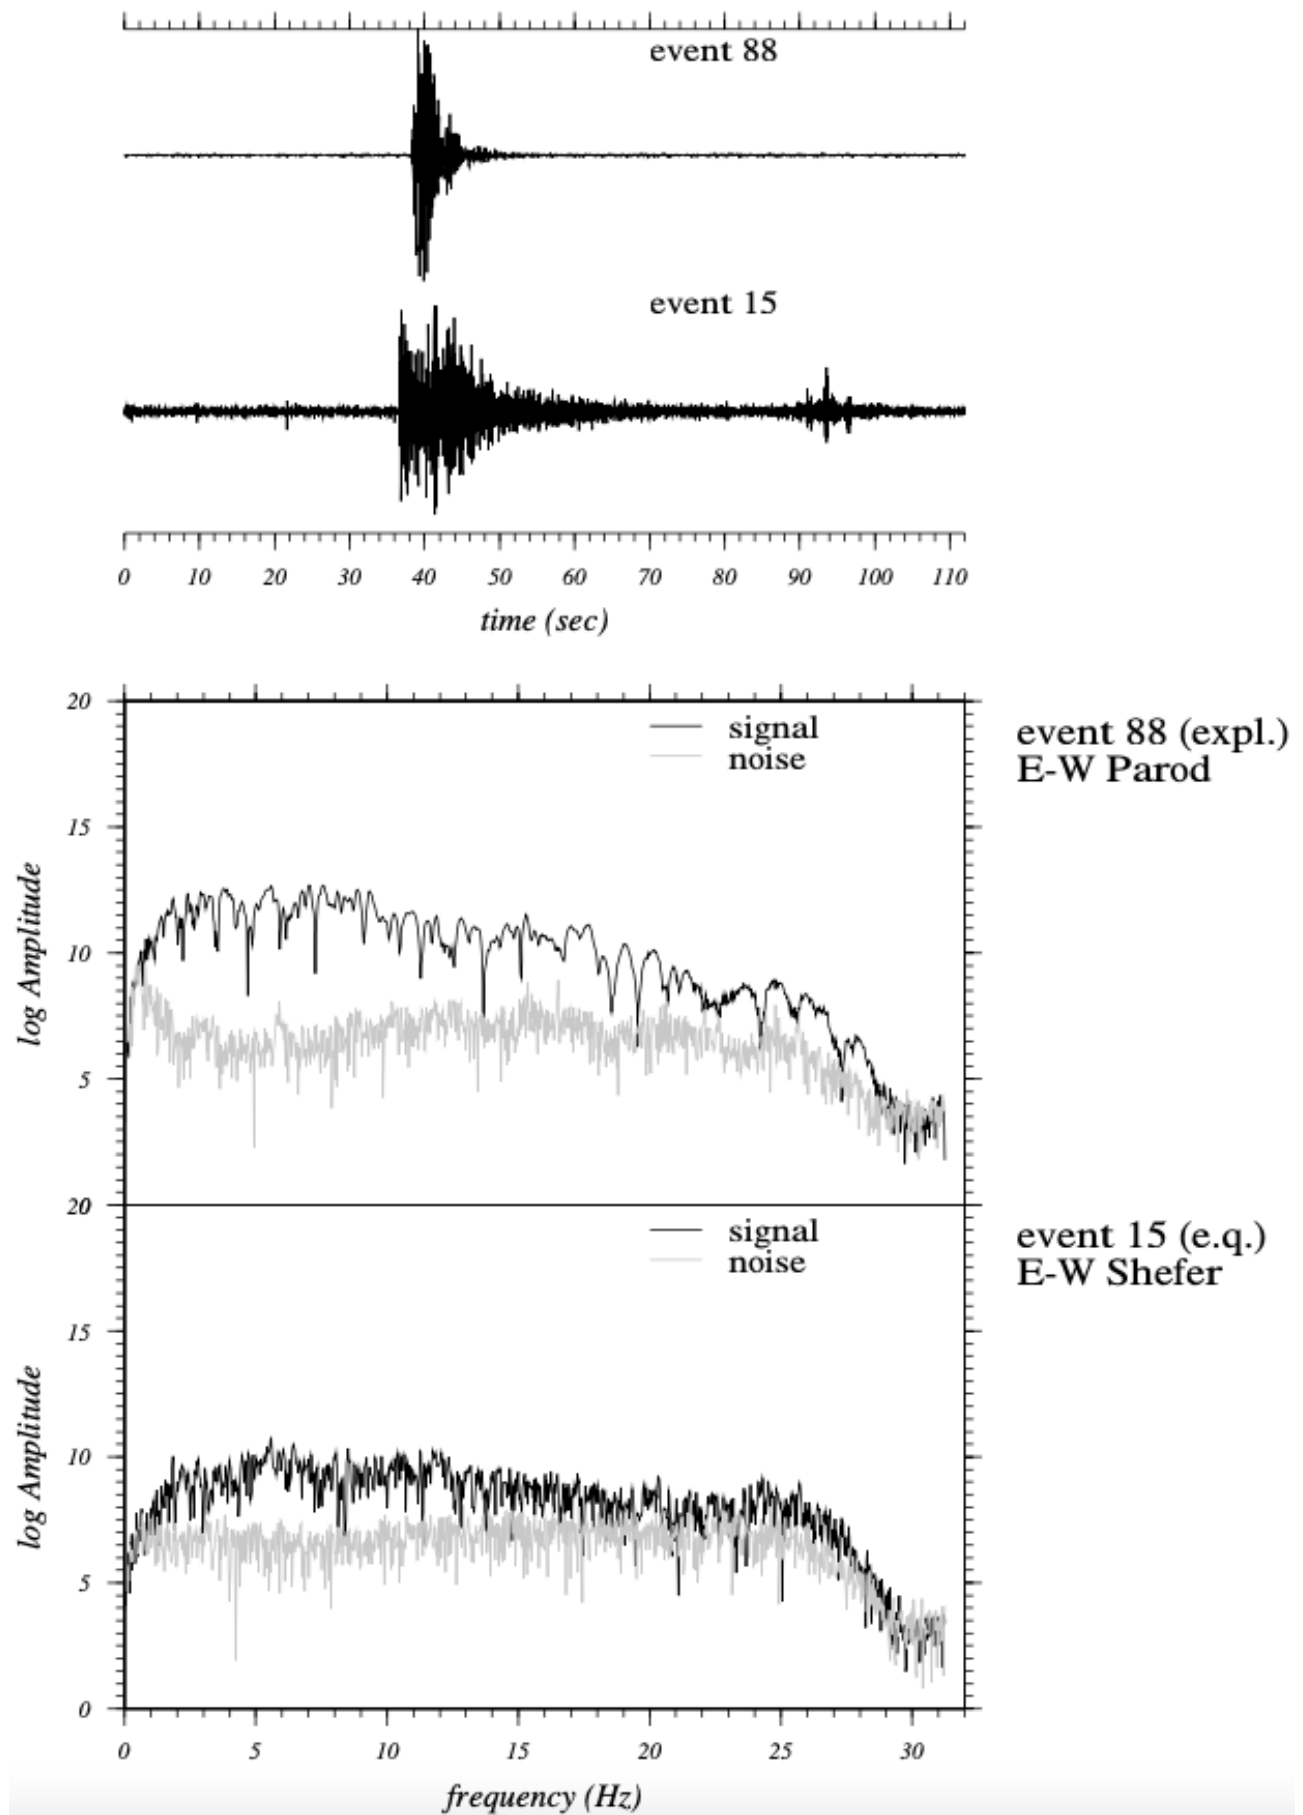 event 88
event 15
0 10 20 30 40 50 60 70 80 90 100 110
time (sec)
20
signal
event 88 (expl.)
noise
E-W Parod
15
log Amplitude
10
5
20
signal
event 15 (e.q.)
noise
E-W Shefer
15
log Amplitude
10
5
0
0 5 10 15 20 25 30
frequency (Hz)